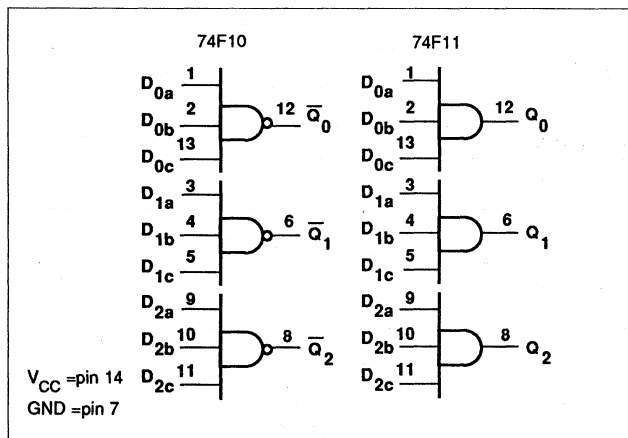 74F10 74F11
D0a 1 D0a 1
D0b 2 12 Q̅0 D0b 2 12 Q0
D0c 13 D0c 13
D1a 3 D1a 3
D1b 4 6 Q̅1 D1b 4 6 Q1
D1c 5 D1c 5
D2a 9 D2a 9
D2b 10 8 Q̅2 D2b 10 8 Q2
D2c 11 D2c 11
VCC =pin 14
GND =pin 7